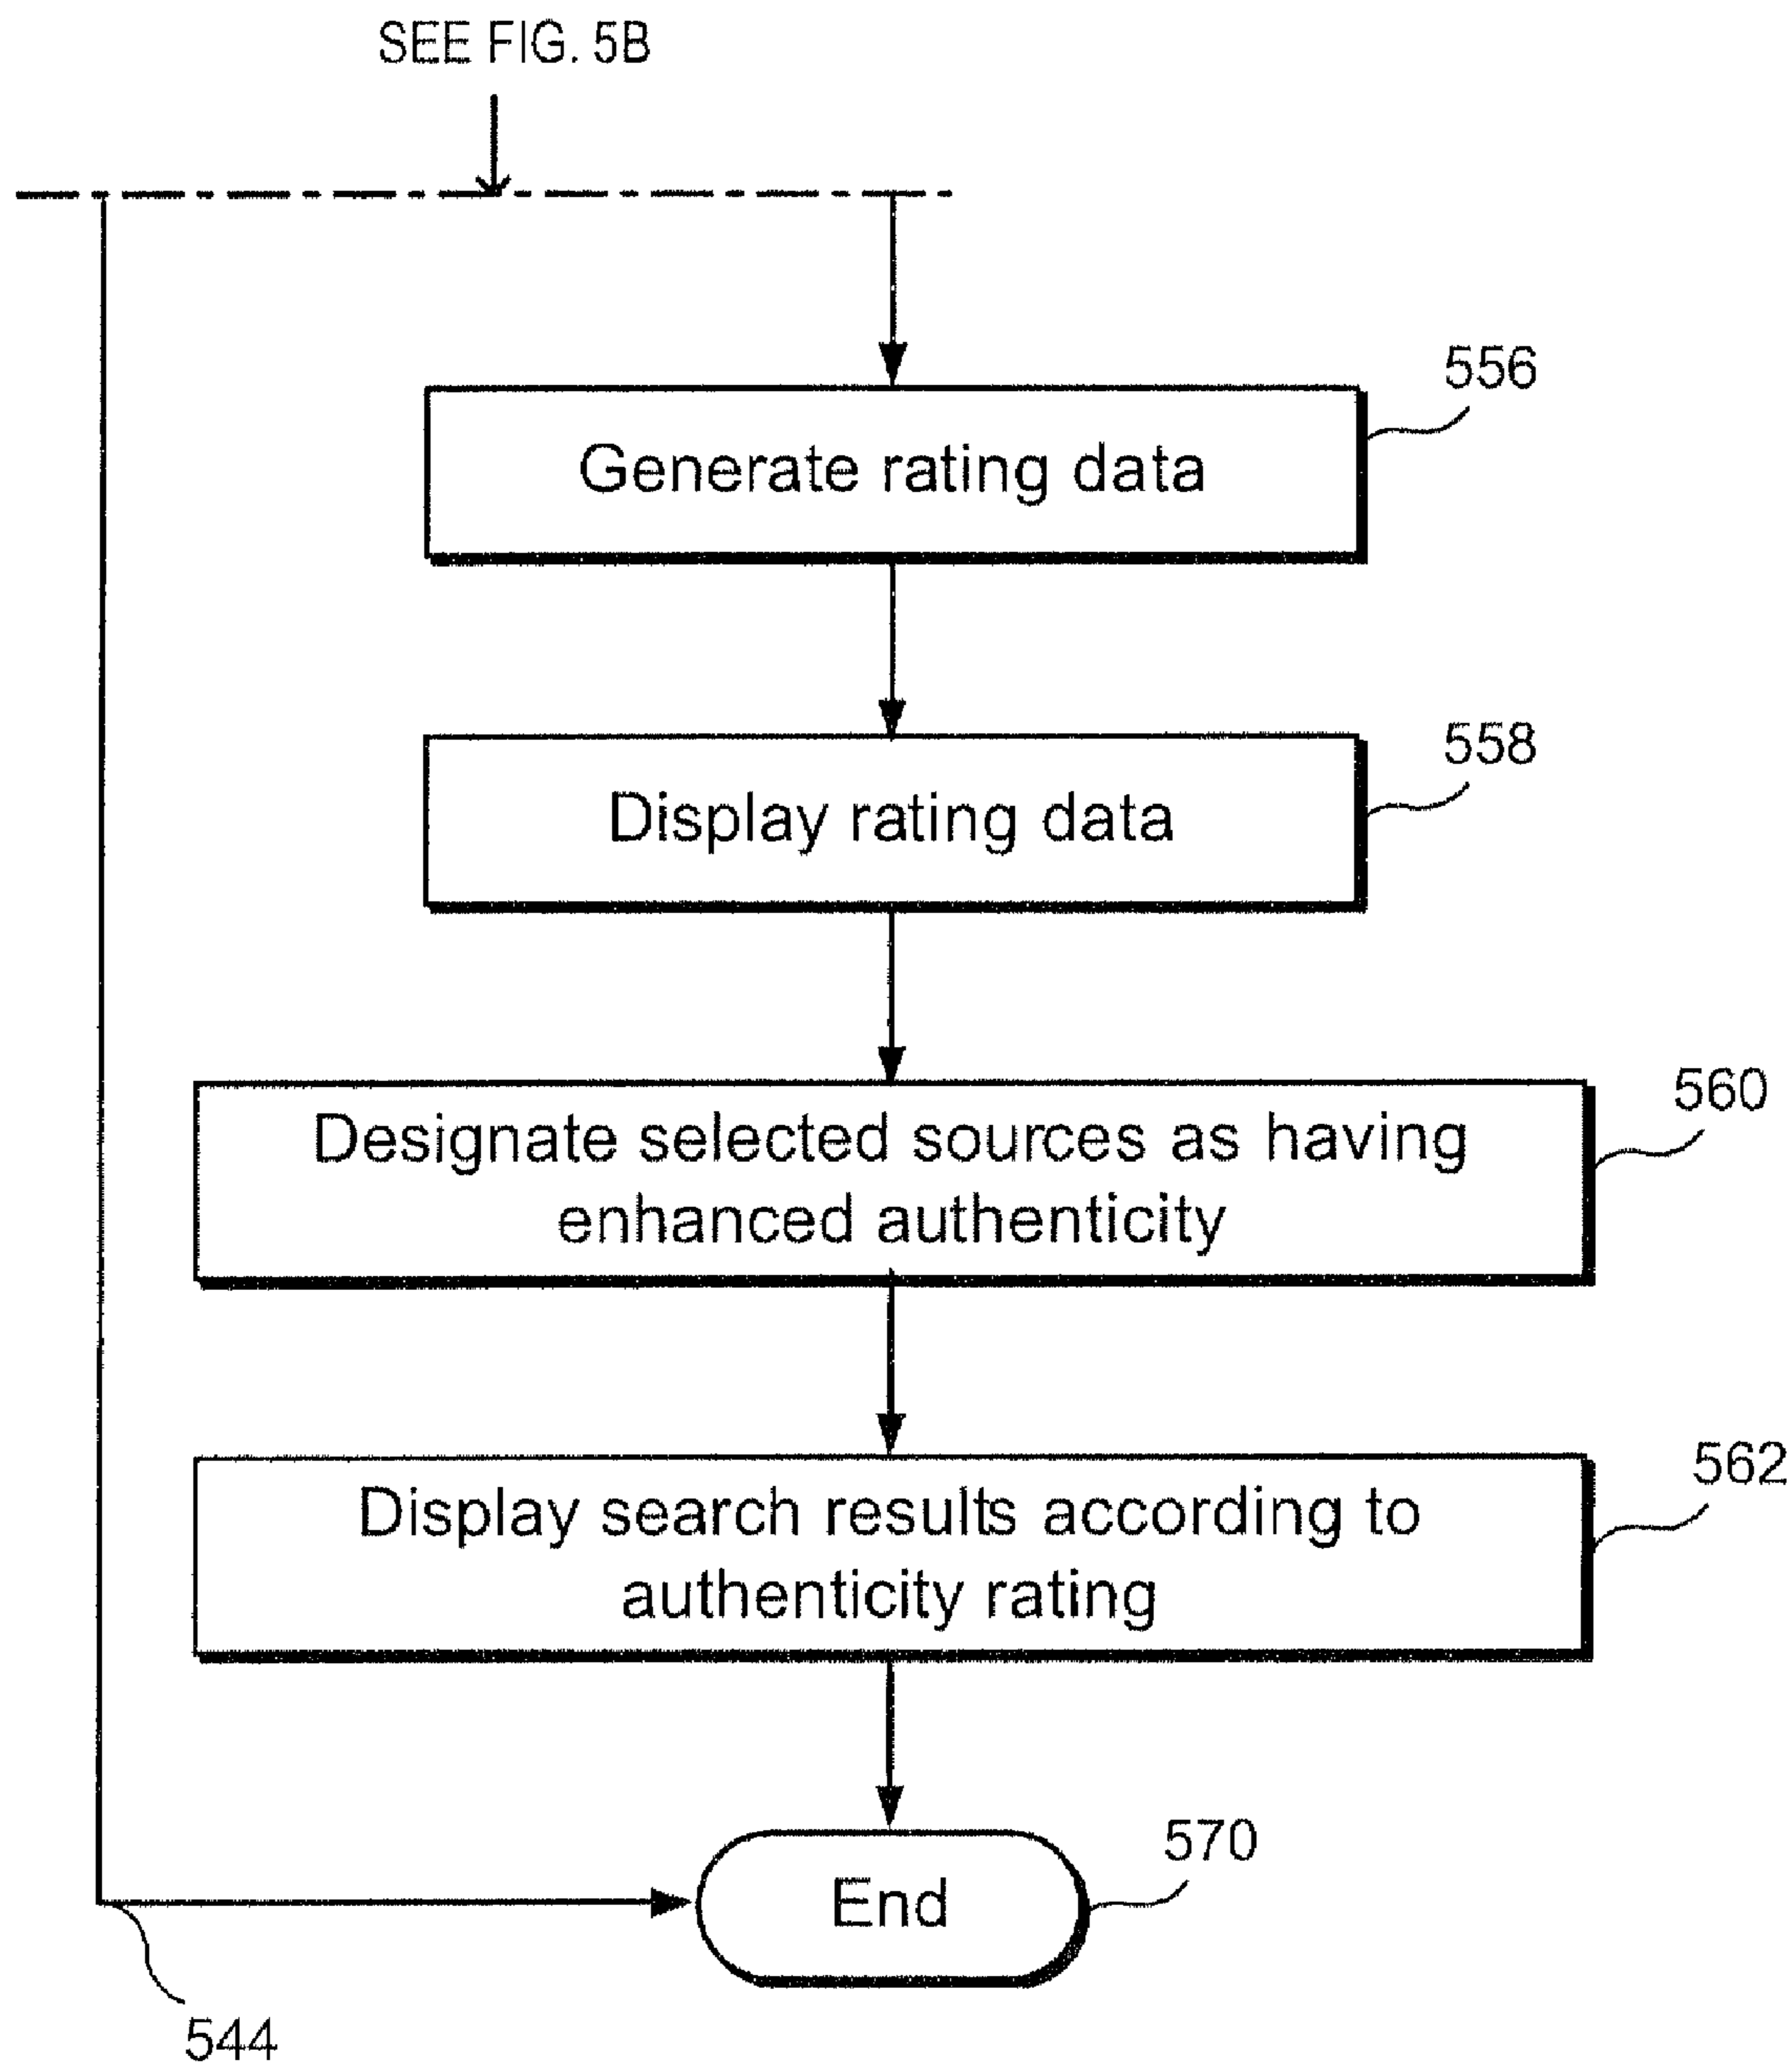 SEE FIG. 5B
556
Generate rating data
558
Display rating data
560
Designate selected sources as having
enhanced authenticity
562
Display search results according to
authenticity rating
570
End
544